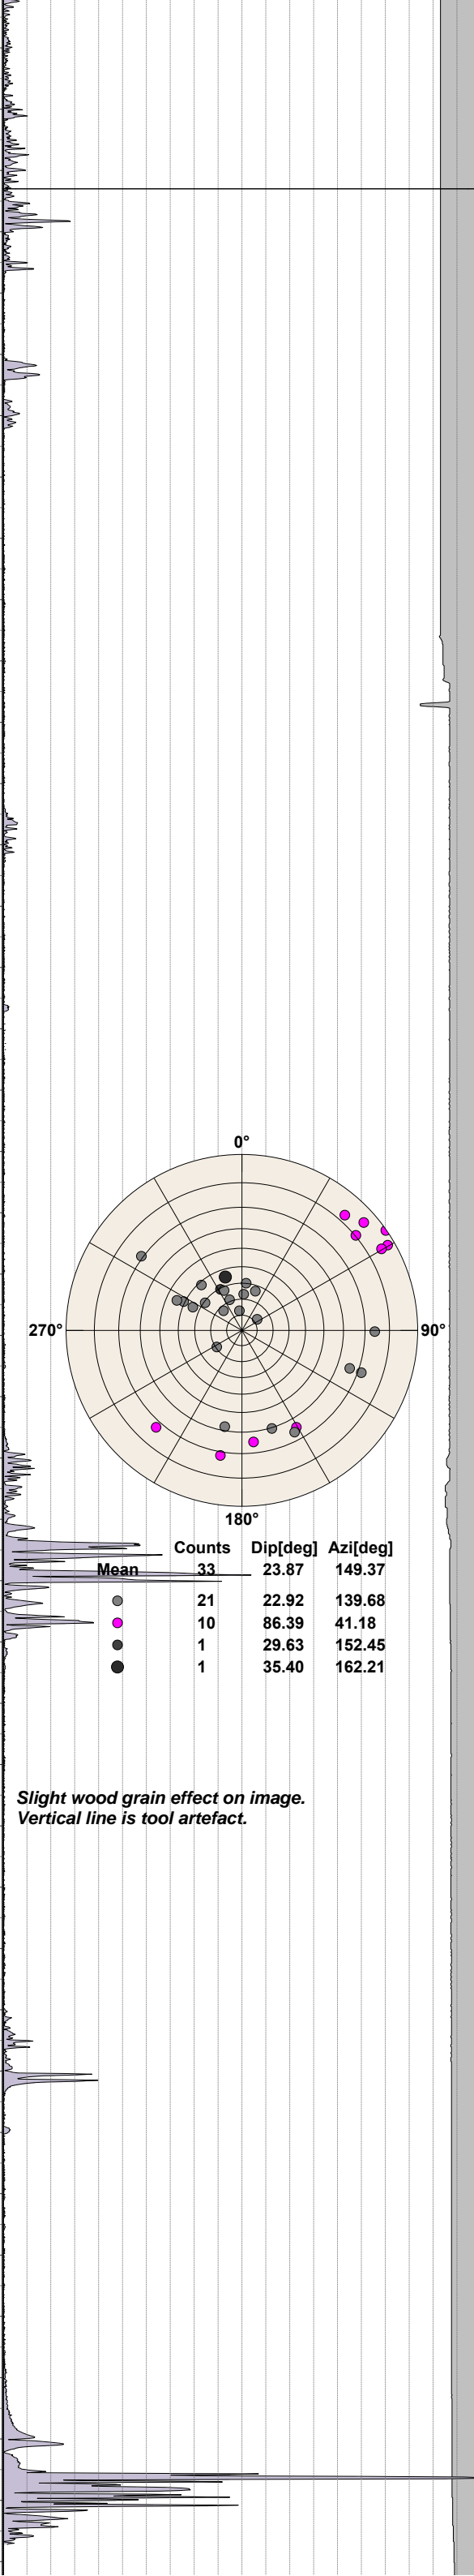 0°
270° 90°
180°
Counts Dip[deg] Azi[deg]
Mean 33 23.87 149.37
21 22.92 139.68
10 86.39 41.18
1 29.63 152.45
1 35.40 162.21
Slight wood grain effect on image.
Vertical line is tool artefact.